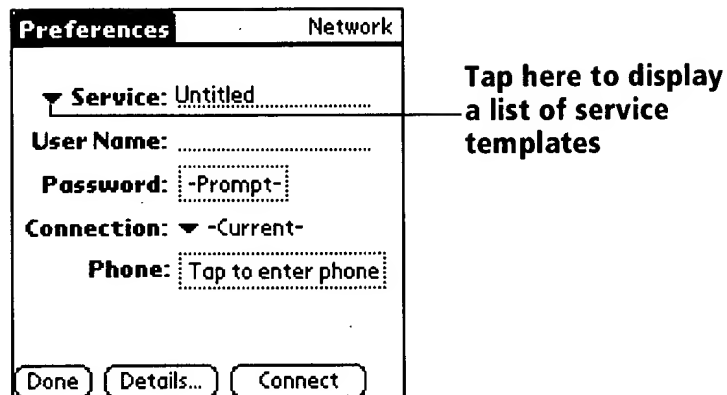 Preferences Network
Service: Untitled
User Name:
Password: -Prompt-
Connection: -Current-
Phone: Tap to enter phone
Done Details... Connect
Tap here to display
a list of service
templates